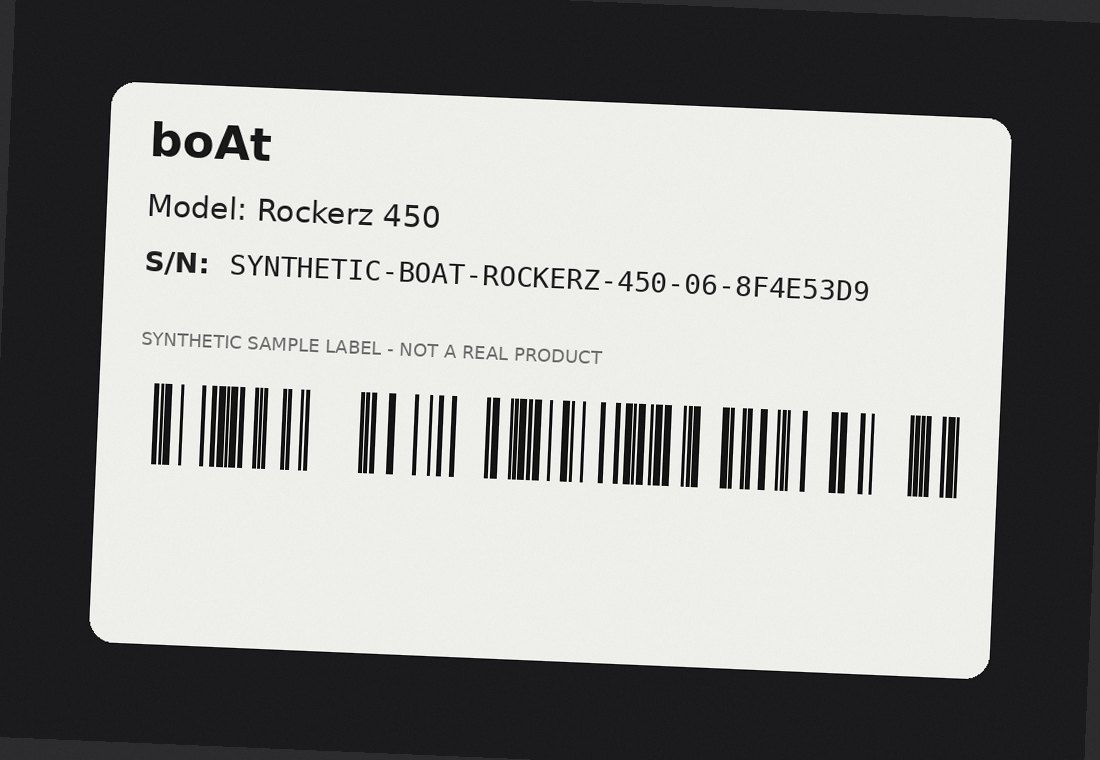 boAt
Model: Rockerz 450
S/N: SYNTHETIC-BOAT-ROCKERZ-450-06-8F4E53D9
SYNTHETIC SAMPLE LABEL - NOT A REAL PRODUCT